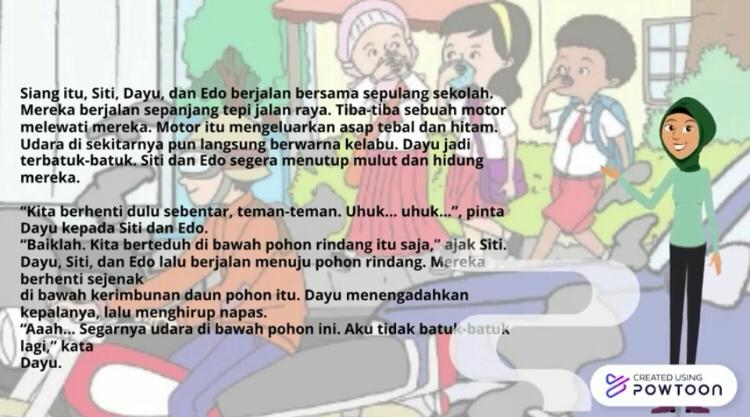 Siang itu, Siti, Dayu, dan Edo berjalan bersama sepulang sekolah.
Mereka berjalan sepanjang tepi jalan raya. Tiba-tiba sebuah motor
melewati mereka. Motor itu mengeluarkan asap tebal dan hitam.
Udara di sekitarnya pun langsung berwarna kelabu. Dayu jadi
terbatuk-batuk. Siti dan Edo segera menutup mulut dan hidung
mereka.
“Kita berhenti dulu sebentar, teman-teman. Uhuk... uhuk...”, pinta
Dayu kepada Siti dan Edo.
“Baiklah. Kita berteduh di bawah pohon rindang itu saja,” ajak Siti.
Dayu, Siti, dan Edo lalu berjalan menuju pohon rindang. Mereka
berhenti sejenak
di bawah kerimbunan daun pohon itu. Dayu menengadahkan
kepalanya, lalu menghirup napas.
“Aaah... Segarnya udara di bawah pohon ini. Aku tidak batuk-batuk
lagi,” kata
Dayu.
CREATED USING
POWTOON